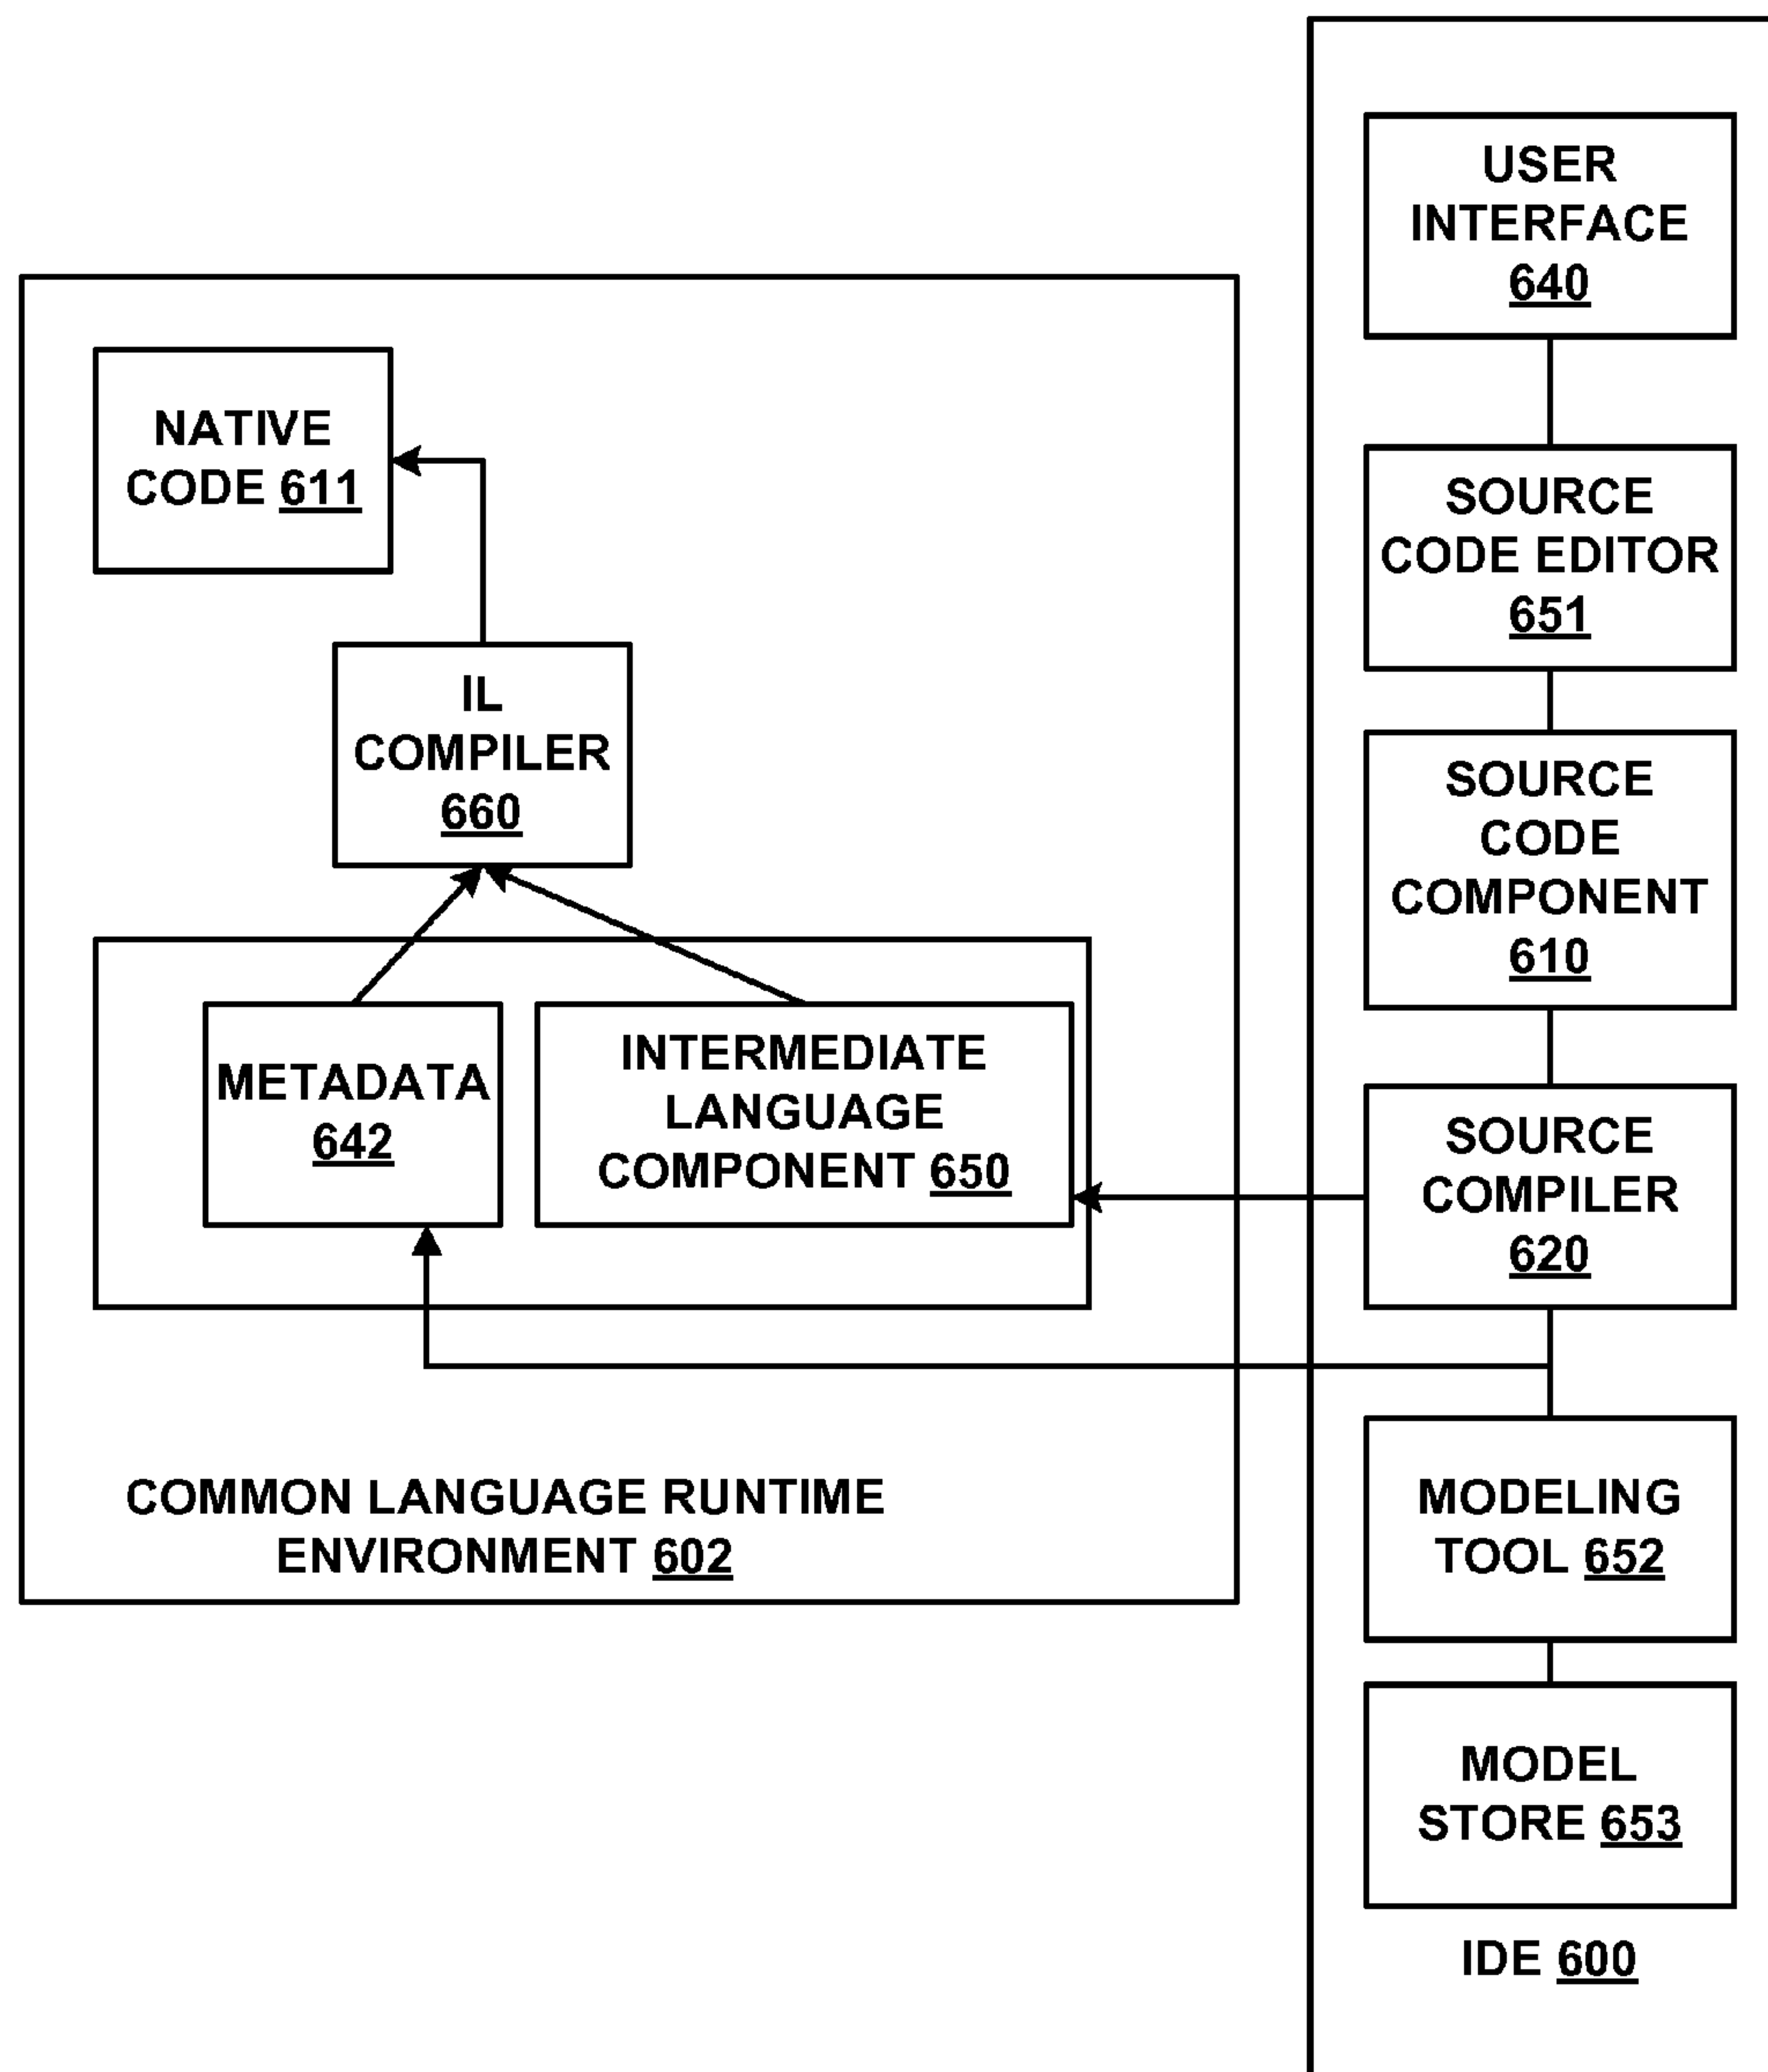 USER
INTERFACE
640
NATIVE
CODE 611
SOURCE
CODE EDITOR
651
IL
COMPILER
660
SOURCE
CODE
COMPONENT
610
METADATA
642
INTERMEDIATE
LANGUAGE
COMPONENT 650
SOURCE
COMPILER
620
COMMON LANGUAGE RUNTIME
ENVIRONMENT 602
MODELING
TOOL 652
MODEL
STORE 653
IDE 600